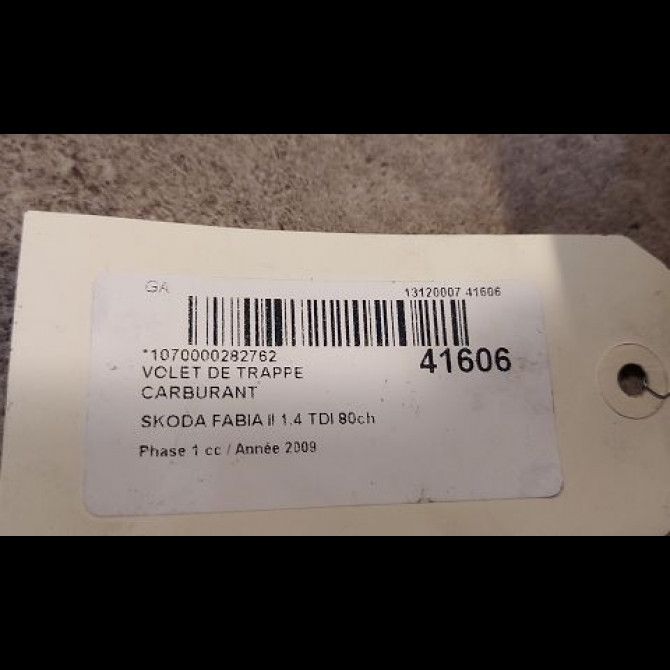 GA
13120007 41606
*1070000282762
41606
VOLET DE TRAPPE
CARBURANT
SKODA FABIA II 1.4 TDI 80ch
Phase 1 cc / Année 2009